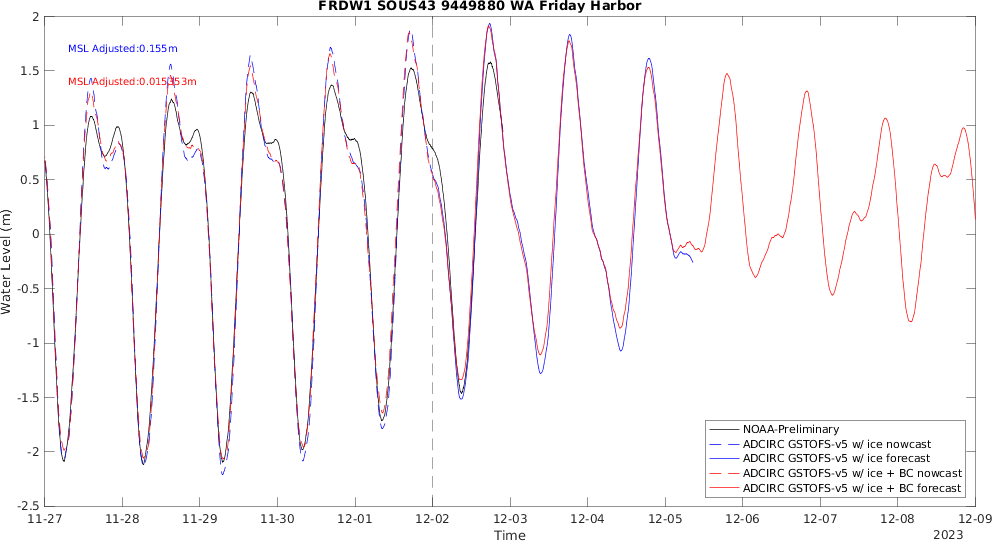 FRDW1 SOUS43 9449880 WA Friday Harbor
MSL Adjusted:0.155m
MSL Adjusted:0.015353m
Water Level (m)
2
1.5
1
0.5
0
-0.5
-1
-1.5
-2
-2.5
NOAA-Preliminary
ADCIRC GSTOFS-v5 w/ ice nowcast
ADCIRC GSTOFS-v5 w/ ice forecast
ADCIRC GSTOFS-v5 w/ ice + BC nowcast
ADCIRC GSTOFS-v5 w/ ice + BC forecast
11-27 11-28 11-29 11-30 12-01 12-02 12-03 12-04 12-05 12-06 12-07 12-08 12-09
Time
2023